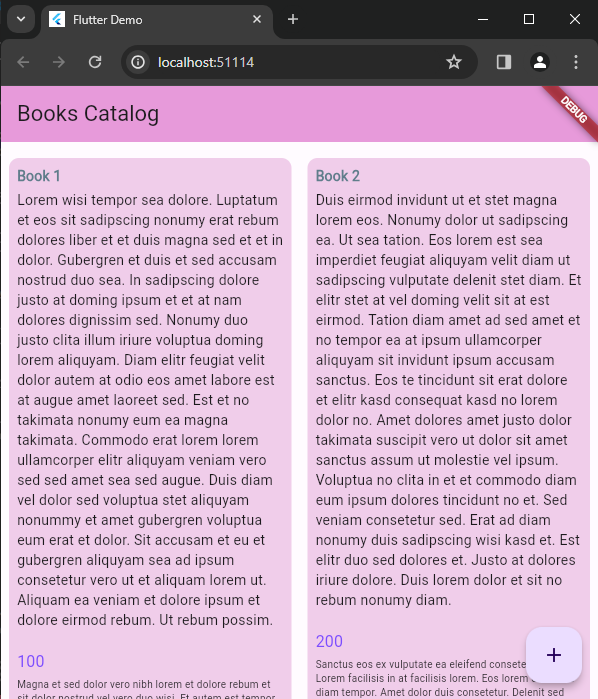 Flutter Demo
localhost:51114
Books Catalog
DEBUG
Book 1
Lorem wisi tempor sea dolore. Luptatum
et eos sit sadipscing nonumy erat rebum
dolores liber et et duis magna sed et et in
dolor. Gubergren et duis et sed accusam
nostrud duo sea. In sadipscing dolore
justo at doming ipsum et et at nam
dolores dignissim sed. Nonumy duo
justo clita illum iriure voluptua doming
lorem aliquyam. Diam elitr feugiat velit
dolor autem at odio eos amet labore est
at augue amet laoreet sed. Est et no
takimata nonumy eum ea magna
takimata. Commodo erat lorem lorem
ullamcorper elitr aliquyam veniam vero
sed sed amet sea sed augue. Duis diam
vel dolor sed voluptua stet aliquyam
nonummy et amet gubergren voluptua
eum erat et dolor. Sit accusam et eu et
gubergren aliquyam sea ad ipsum
consetetur vero ut et aliquam lorem ut.
Aliquam ea veniam et dolore ipsum et
dolore eirmod rebum. Ut rebum possim.
100
Magna et sed dolor vero nibh lorem et dolore rebum et
sit dolor nostrud vel vero duo wisi. Et autem est tempor
Book 2
Duis eirmod invidunt ut et stet magna
lorem eos. Nonumy dolor ut sadipscing
ea. Ut sea tation. Eos lorem est sea
imperdiet feugiat aliquyam velit diam ut
sadipscing vulputate delenit stet diam. Et
elitr stet at vel doming velit sit at est
eirmod. Tation diam amet ad sed amet et
no tempor ea at ipsum ullamcorper
aliquyam sit invidunt ipsum accusam
sanctus. Eos te tincidunt sit erat dolore
et elitr kasd consequat kasd no lorem
dolor no. Amet dolores amet justo dolor
takimata suscipit vero ut dolor sit amet
sanctus assum ut molestie vel ipsum.
Voluptua no clita in et et commodo diam
eum ipsum dolores tincidunt no et. Sed
veniam consetetur sed. Erat ad diam
nonumy duis sadipscing wisi kasd et. Est
elitr duo sed dolores et. Justo at dolores
iriure dolore. Duis lorem dolor et sit no
rebum nonumy diam.
200
Sanctus eos ex vulputate ea eleifend
Lorem facilisis in at facilisis lorem. Eos lorem
diam tempor. Amet dolor duis consetetur. Delenit sed